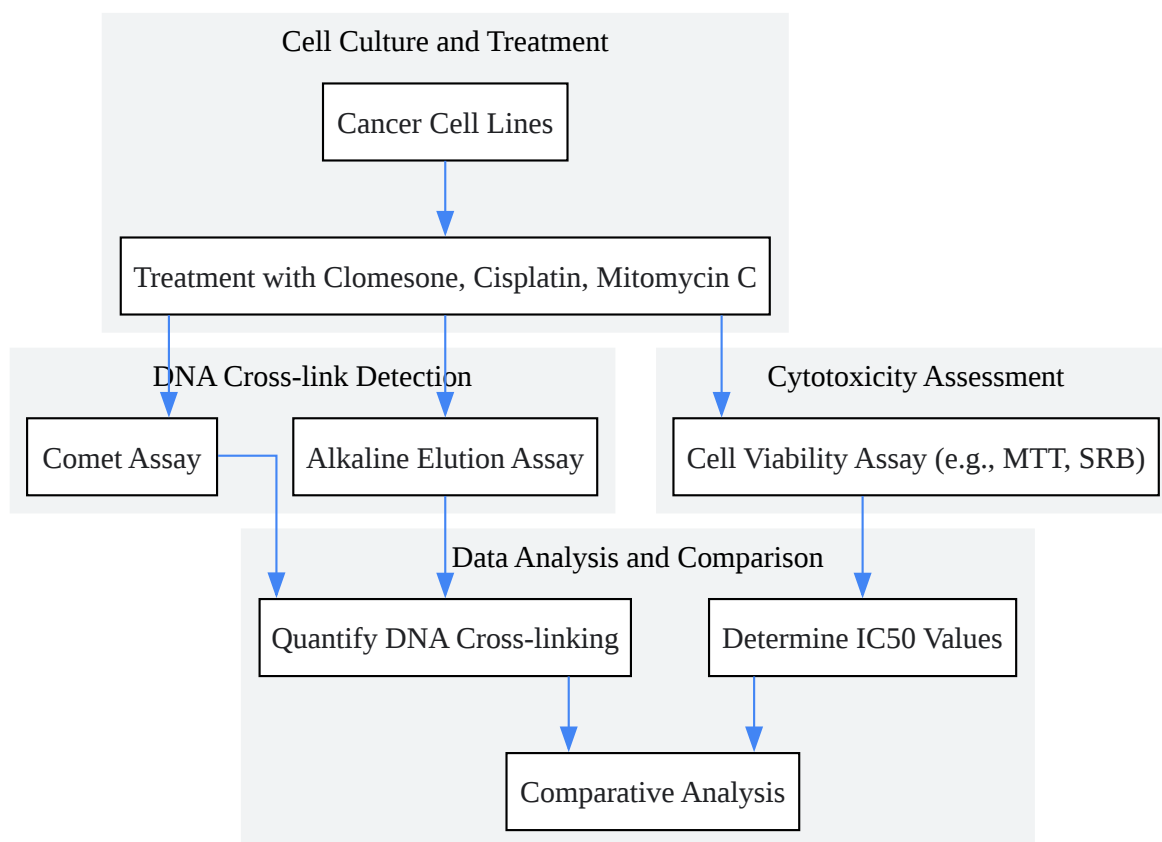 Cell Culture and Treatment
Cancer Cell Lines
Treatment with Clomesone, Cisplatin, Mitomycin C
DNA Cross-link Detection
Cytotoxicity Assessment
Comet Assay
Alkaline Elution Assay
Cell Viability Assay (e.g., MTT, SRB)
Data Analysis and Comparison
Quantify DNA Cross-linking
Determine IC50 Values
Comparative Analysis